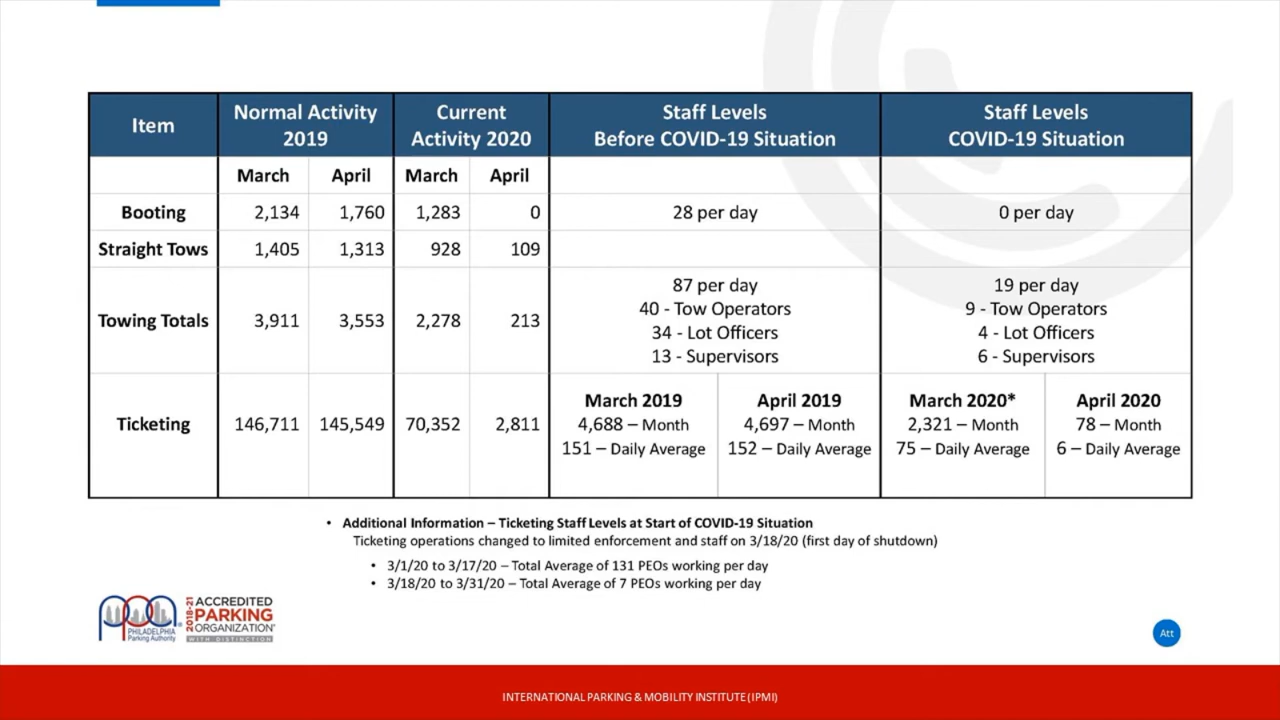 Item
Normal Activity
2019
Current
Activity 2020
Staff Levels
Before COVID-19 Situation
Staff Levels
COVID-19 Situation
March April March April
Booting 2,134 1,760 1,283 0 28 per day 0 per day
Straight Tows 1,405 1,313 928 109
Towing Totals 3,911 3,553 2,278 213
87 per day
40 - Tow Operators
34 - Lot Officers
13 - Supervisors
19 per day
9 - Tow Operators
4 - Lot Officers
6 - Supervisors
Ticketing 146,711 145,549 70,352 2,811
March 2019
4,688 – Month
151 – Daily Average
April 2019
4,697 – Month
152 – Daily Average
March 2020*
2,321 – Month
75 – Daily Average
April 2020
78 – Month
6 – Daily Average
• Additional Information – Ticketing Staff Levels at Start of COVID-19 Situation
Ticketing operations changed to limited enforcement and staff on 3/18/20 (first day of shutdown)
• 3/1/20 to 3/17/20 – Total Average of 131 PEOs working per day
• 3/18/20 to 3/31/20 – Total Average of 7 PEOs working per day
PHILADELPHIA
Parking Authority
2018-21
ACCREDITED
PARKING
ORGANIZATION
WITH DISTINCTION
Att
INTERNATIONAL PARKING & MOBILITY INSTITUTE (IPMI)